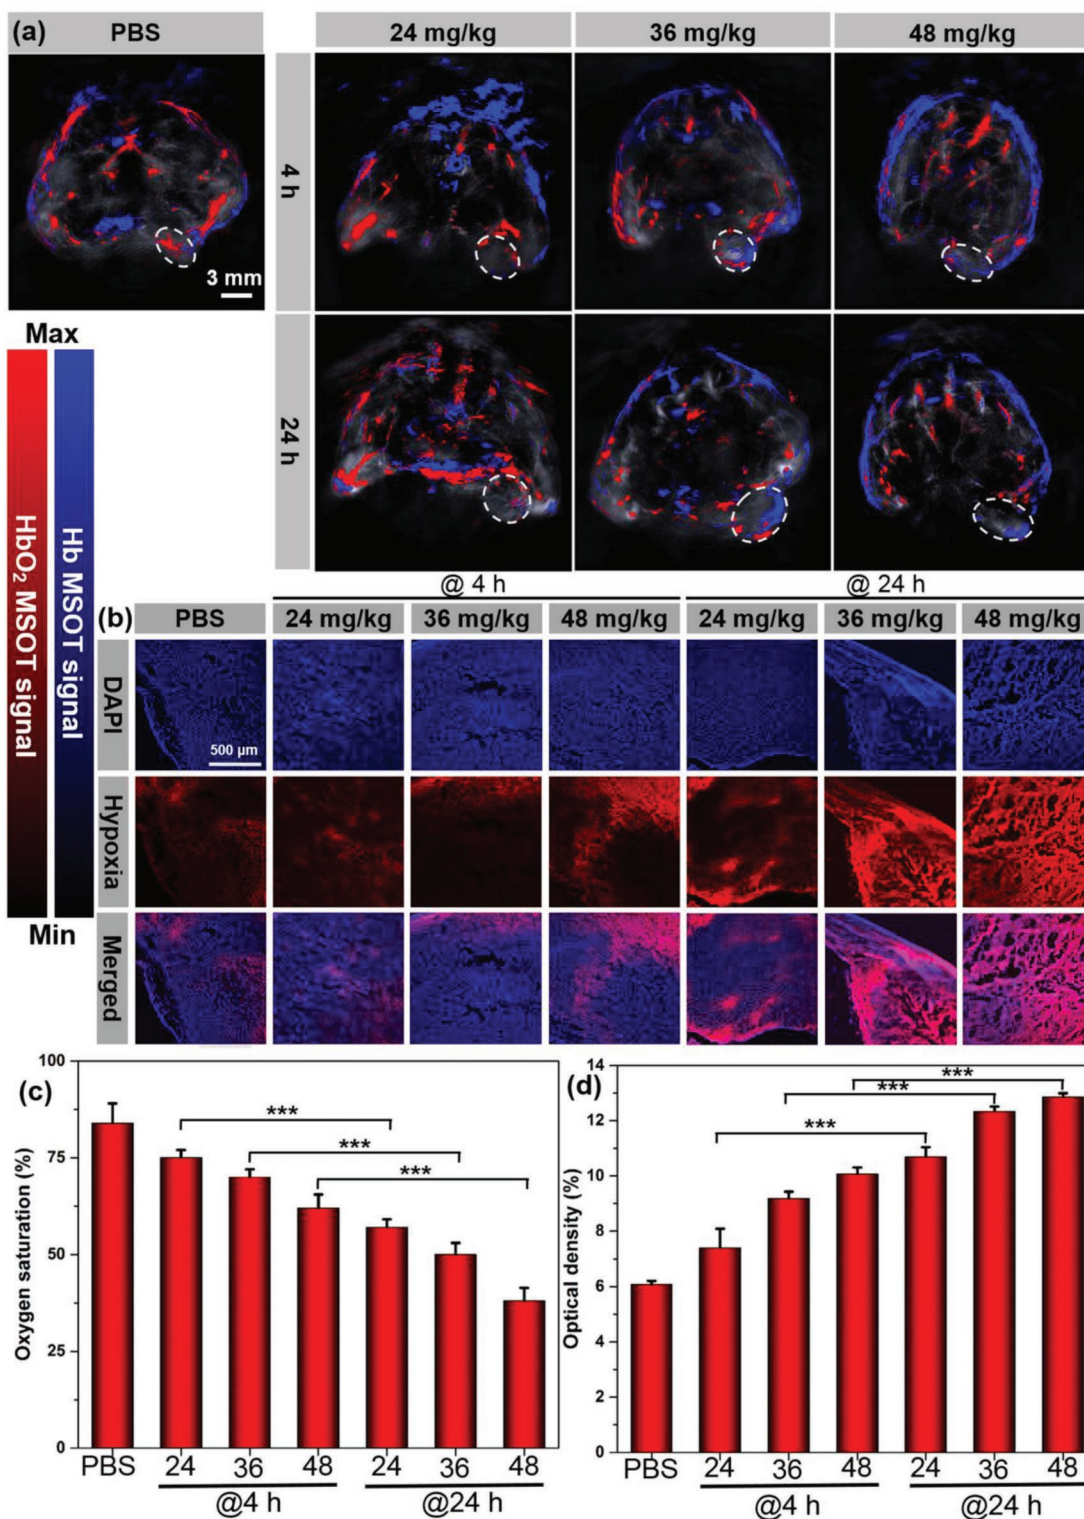 (a)
PBS
24 mg/kg
36 mg/kg
48 mg/kg
4 h
3 mm
24 h
Max
HbO₂ MSOT signal
Hb MSOT signal
Min
@ 4 h
@ 24 h
(b)
PBS
24 mg/kg
36 mg/kg
48 mg/kg
24 mg/kg
36 mg/kg
48 mg/kg
DAPI
500 µm
Hypoxia
Merged
(c)
Oxygen saturation (%)
100
75
50
25
0
***
***
***
PBS
24
36
48
24
36
48
@4 h
@24 h
(d)
Optical density (%)
14
12
10
8
6
4
2
0
***
***
***
PBS
24
36
48
24
36
48
@4 h
@24 h